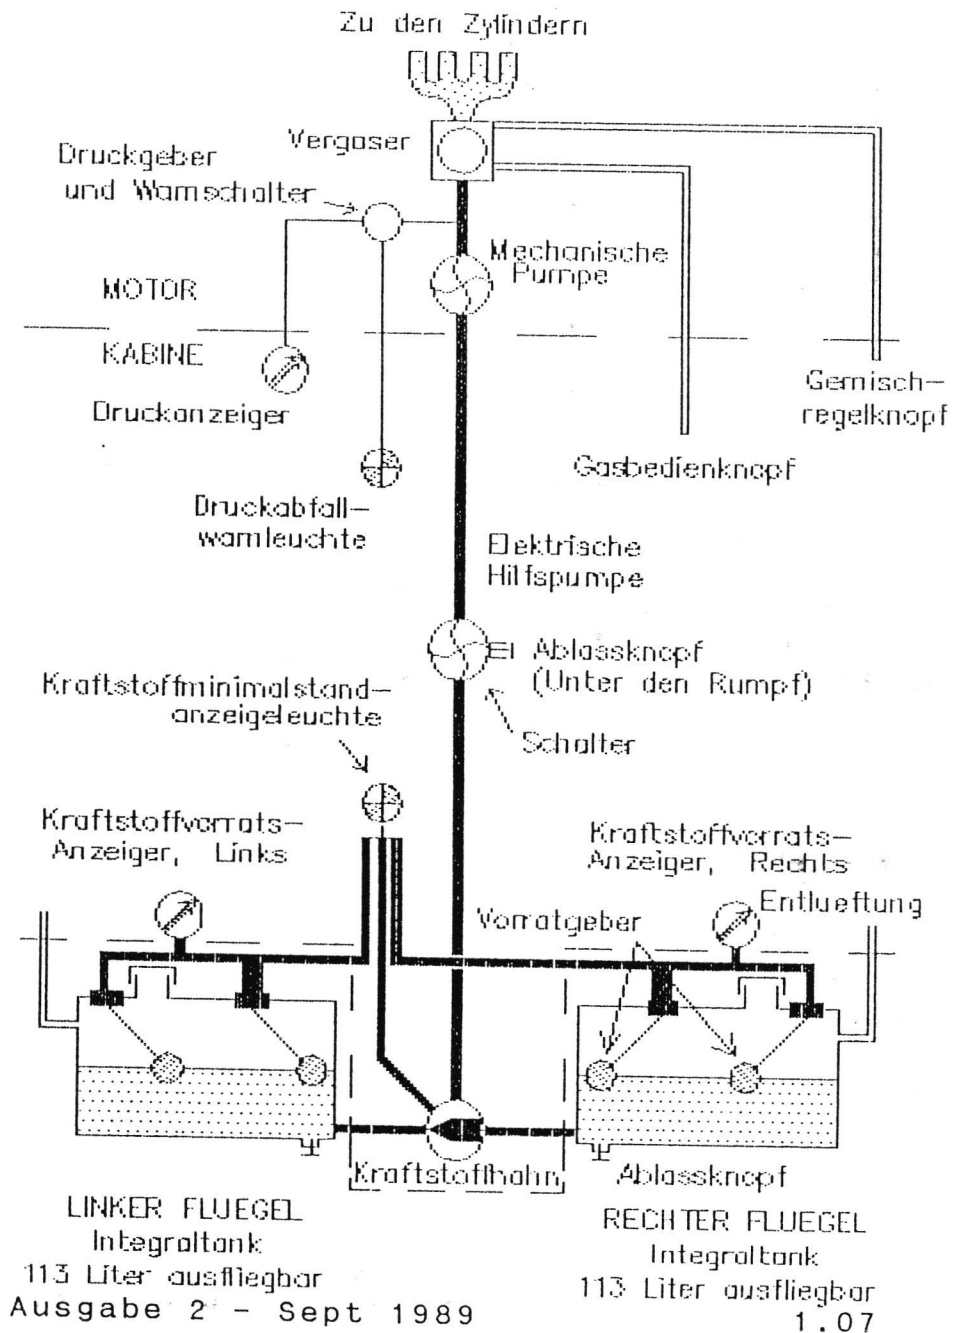 Zu den Zylindern
Vergaser
Druckgeber
und Warnschalter
Mechanische
Pumpe
MOTOR
KABINE
Druckanzeiger
Gemisch-
regelknopf
Gasbedienknopf
Druckabfall-
warnleuchte
Elektrische
Hilfspumpe
Ablassknopf
(Unter den Rumpf)
Kraftstoffminimalstand-
anzeigeleuchte
Schalter
Kraftstoffvorrats-
Anzeiger, Links
Kraftstoffvorrats-
Anzeiger, Rechts
Vorratgeber
Entlueftung
Kraftstoffhahn
Ablassknopf
LINKER FLUEGEL
Integraltank
113 Liter ausfliegbar
RECHTER FLUEGEL
Integraltank
113 Liter ausfliegbar
Ausgabe 2 - Sept 1989
1.07